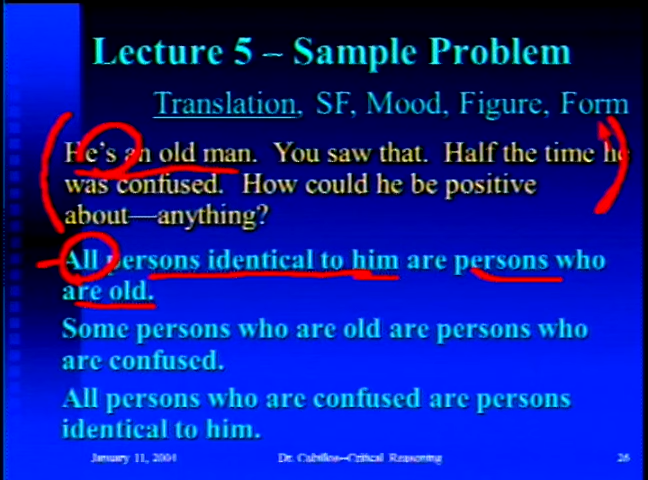 Lecture 5 – Sample Problem
Translation, SF, Mood, Figure, Form
He's an old man. You saw that. Half the time he
was confused. How could he be positive
about—anything?
All persons identical to him are persons who
are old.
Some persons who are old are persons who
are confused.
All persons who are confused are persons
identical to him.
January 11, 2004 Dr. Cubillos--Critical Reasoning 26